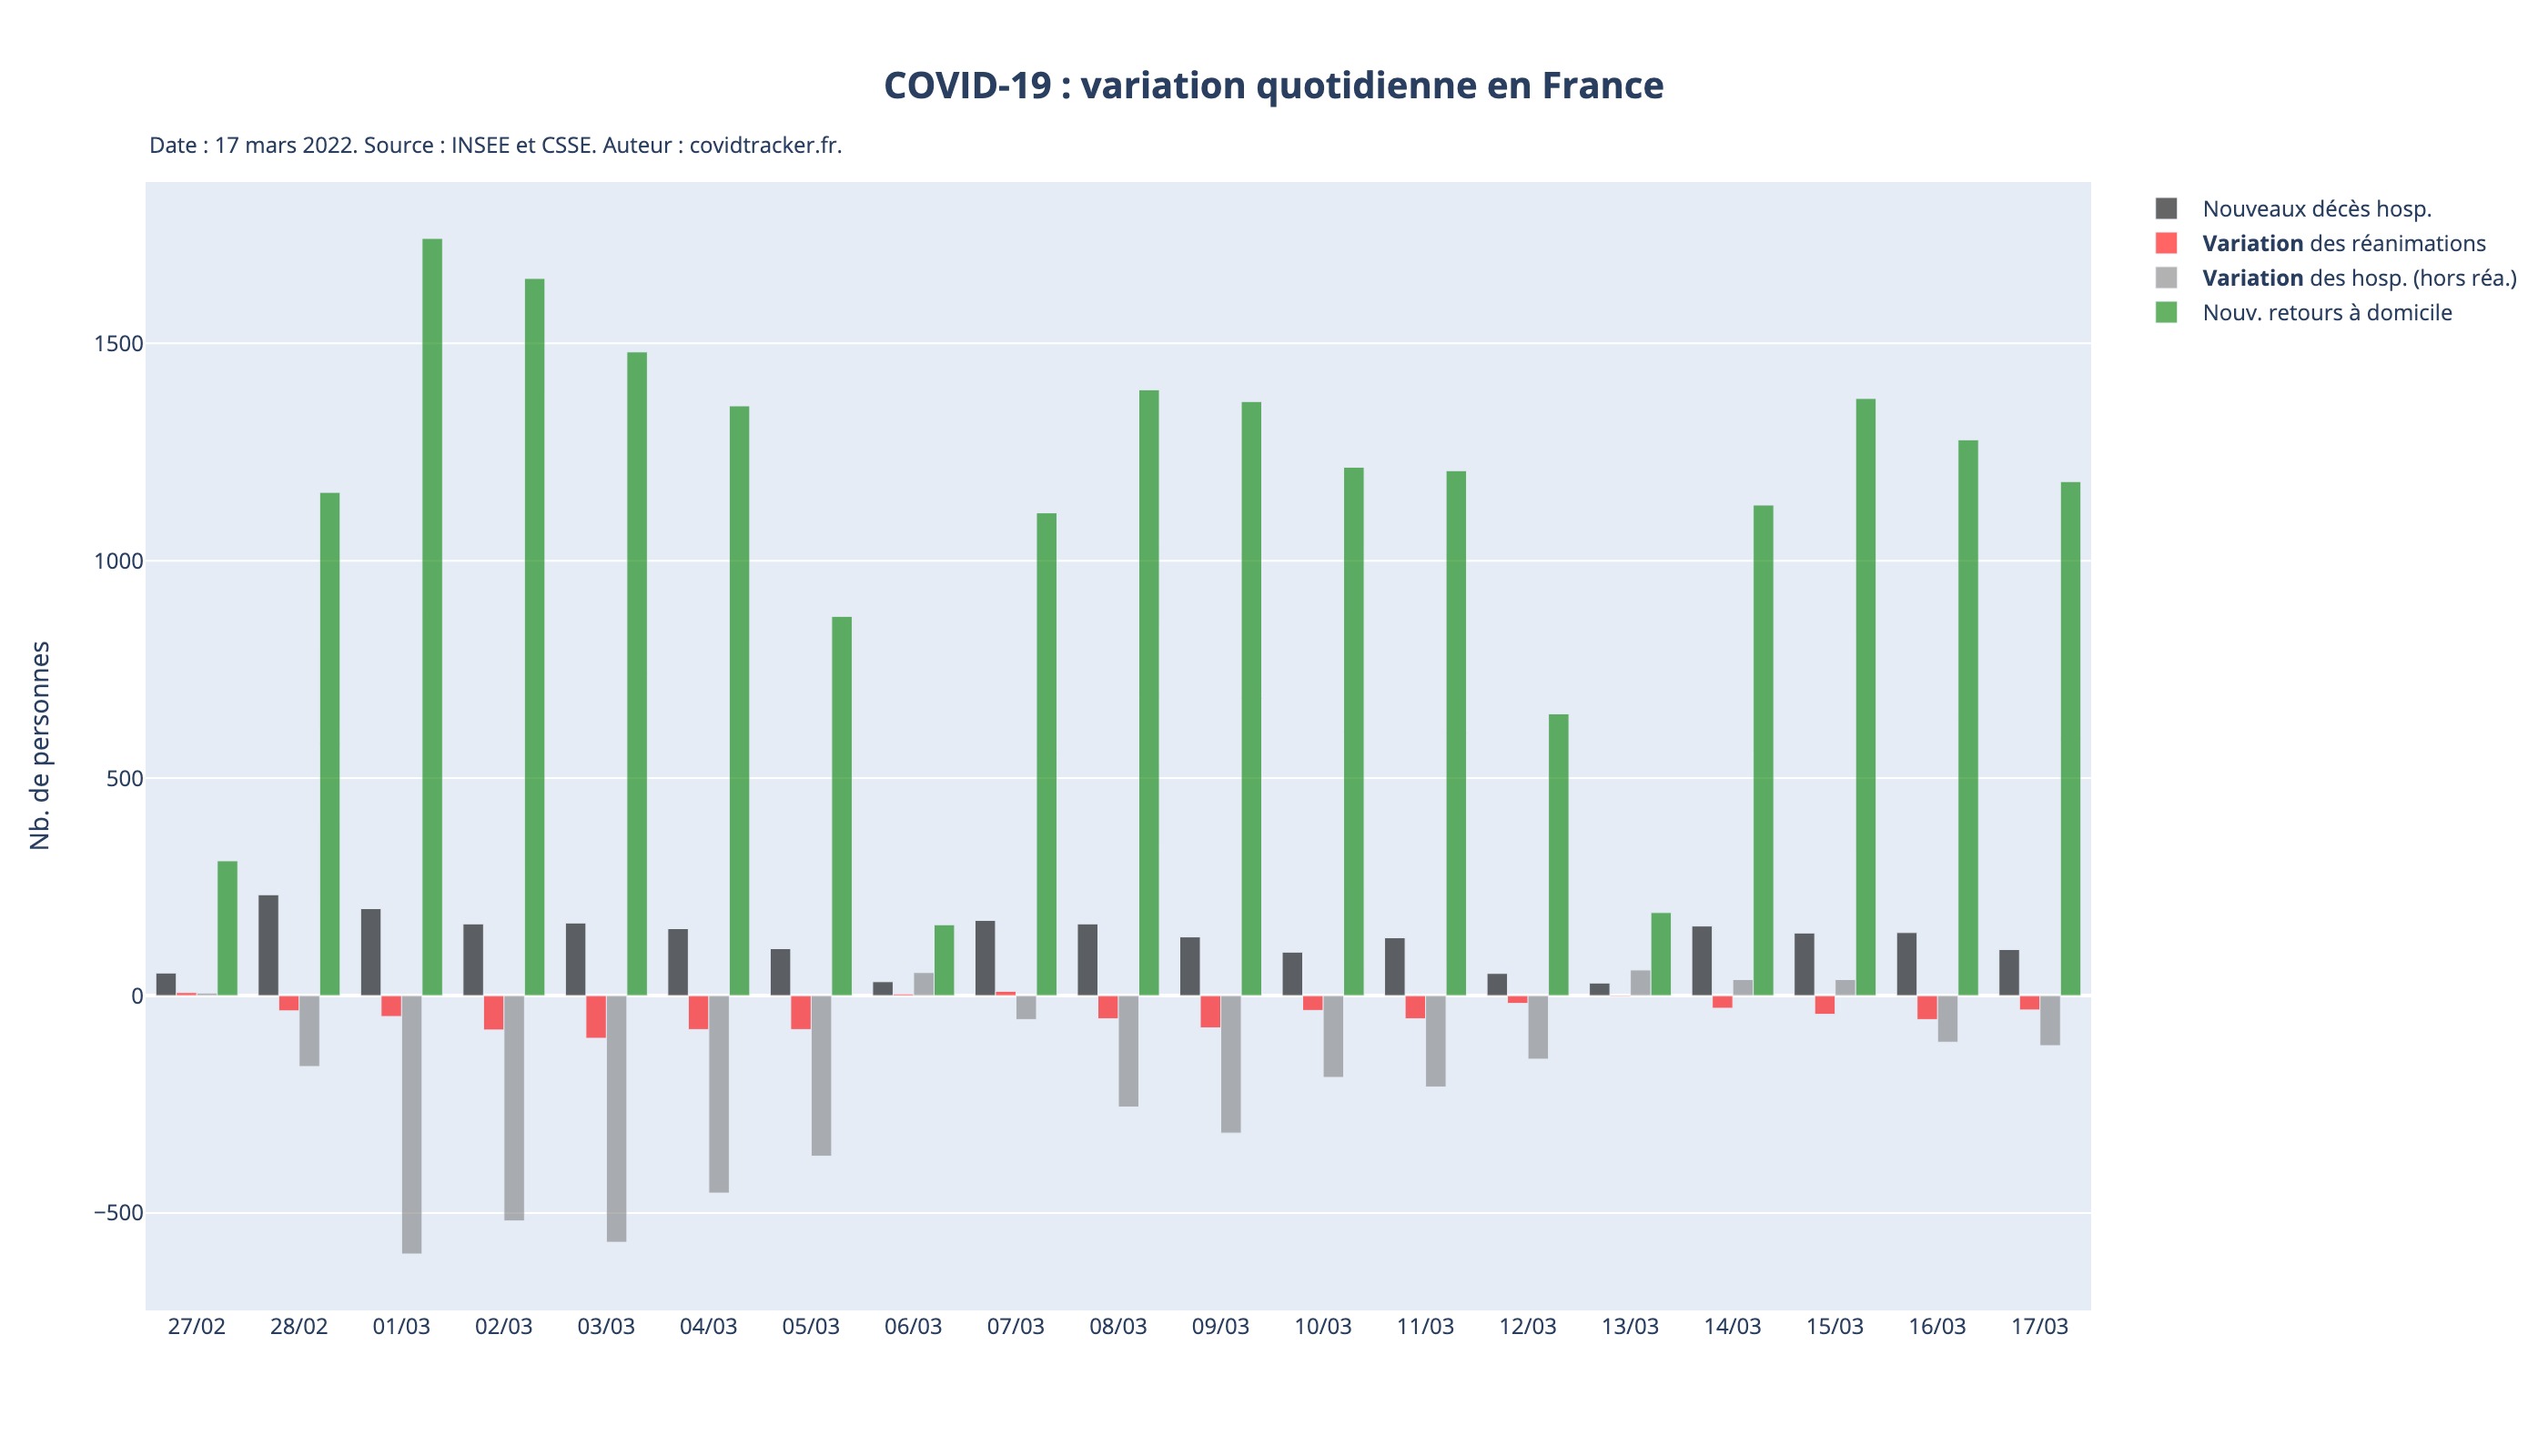 COVID-19 : variation quotidienne en France
Date : 17 mars 2022. Source : INSEE et CSSE. Auteur : covidtracker.fr.
Nouveaux décès hosp.
Variation des réanimations
Variation des hosp. (hors réa.)
Nouv. retours à domicile
Nb. de personnes
1500
1000
500
0
−500
27/02 28/02 01/03 02/03 03/03 04/03 05/03 06/03 07/03 08/03 09/03 10/03 11/03 12/03 13/03 14/03 15/03 16/03 17/03